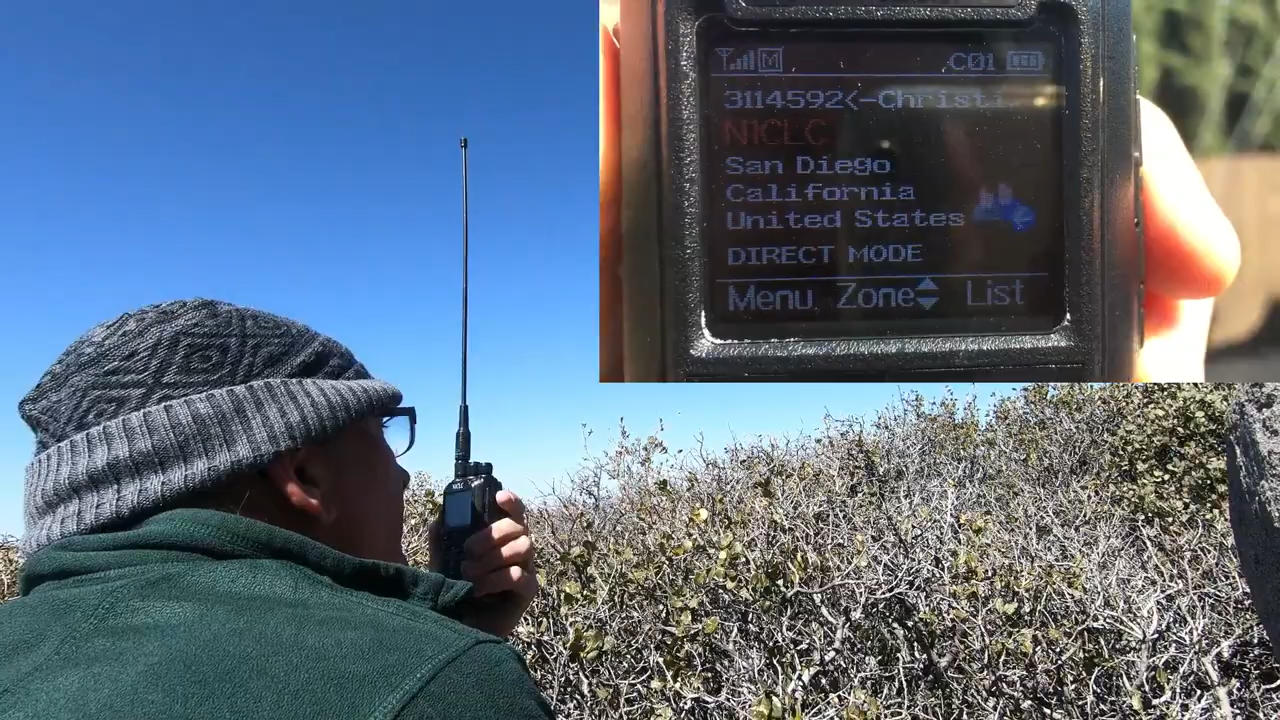 M C01
3114592<-Christi.
N1CLC
San Diego
California
United States
DIRECT MODE
Menu Zone List